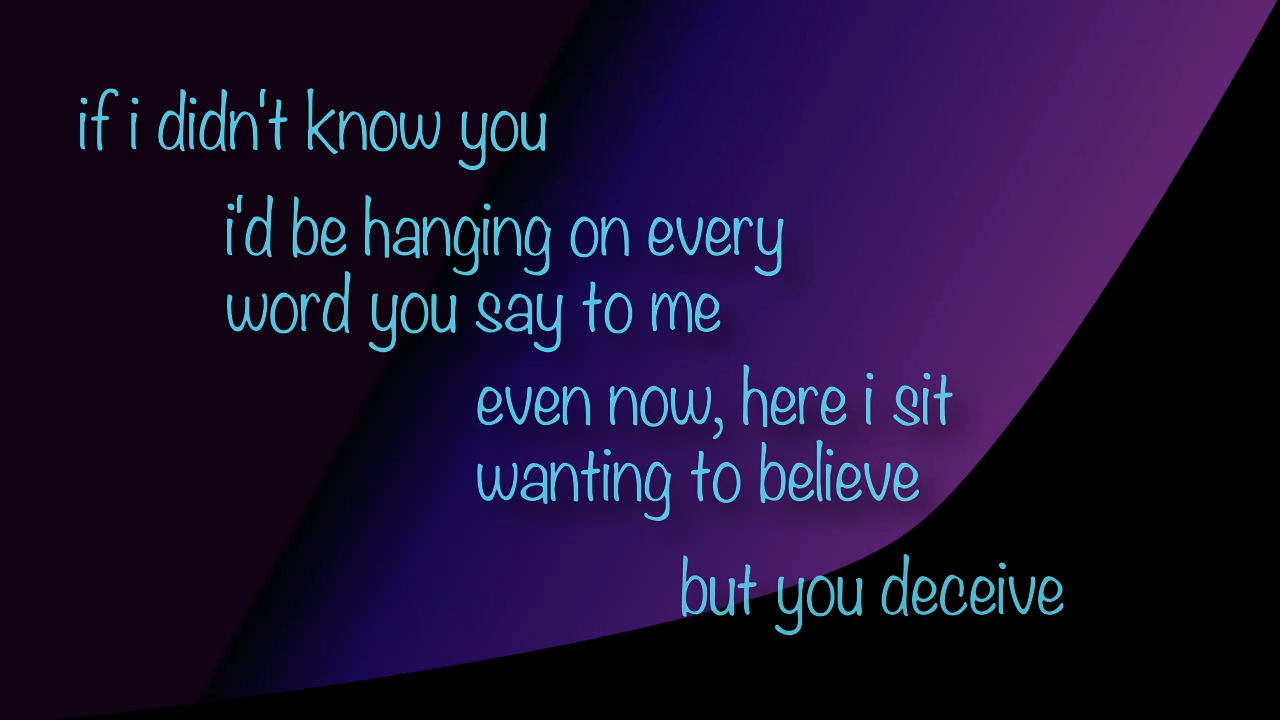 if i didn't know you
i'd be hanging on every
word you say to me
even now, here i sit
wanting to believe
but you deceive